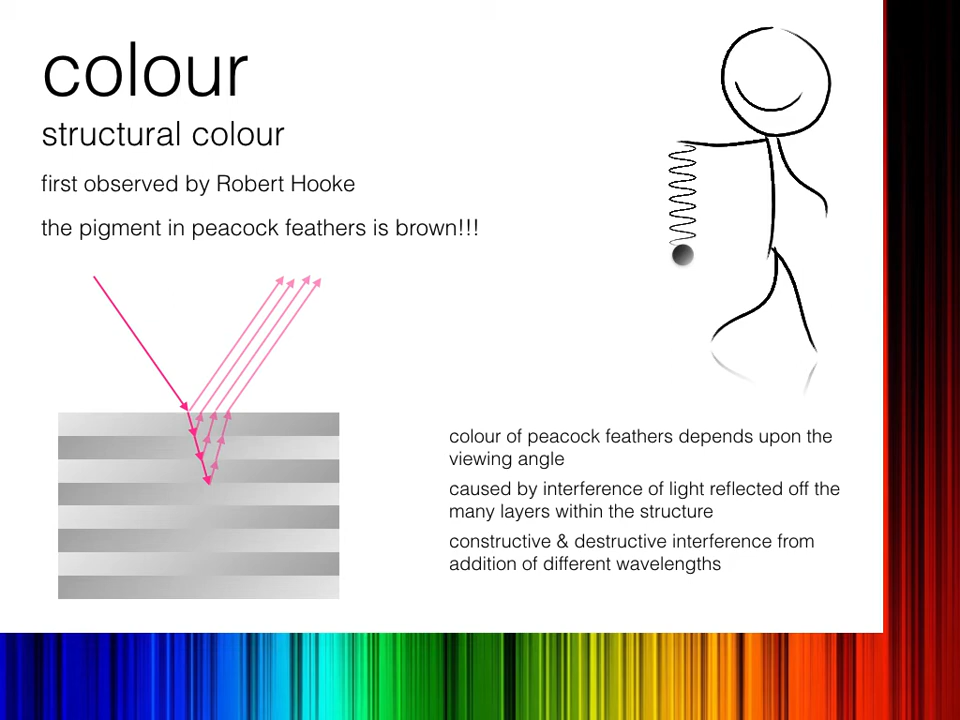 colour
structural colour
first observed by Robert Hooke
the pigment in peacock feathers is brown!!!
colour of peacock feathers depends upon the
viewing angle
caused by interference of light reflected off the
many layers within the structure
constructive & destructive interference from
addition of different wavelengths